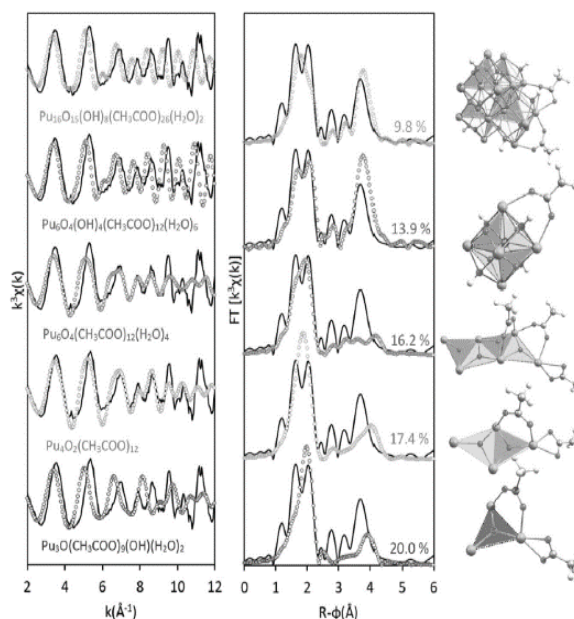 k³χ(k)
Pu₁₆O₁₅(OH)₈(CH₃COO)₂₆(H₂O)₂
Pu₆O₄(OH)₄(CH₃COO)₁₂(H₂O)₆
Pu₆O₄(CH₃COO)₁₂(H₂O)₄
Pu₄O₂(CH₃COO)₁₂
Pu₃O(CH₃COO)₉(OH)(H₂O)₂
2 4 6 8 10 12
k(Å⁻¹)
FT [k³χ(k)]
9.8 %
13.9 %
16.2 %
17.4 %
20.0 %
0 1 2 3 4 5 6
R-ϕ(Å)